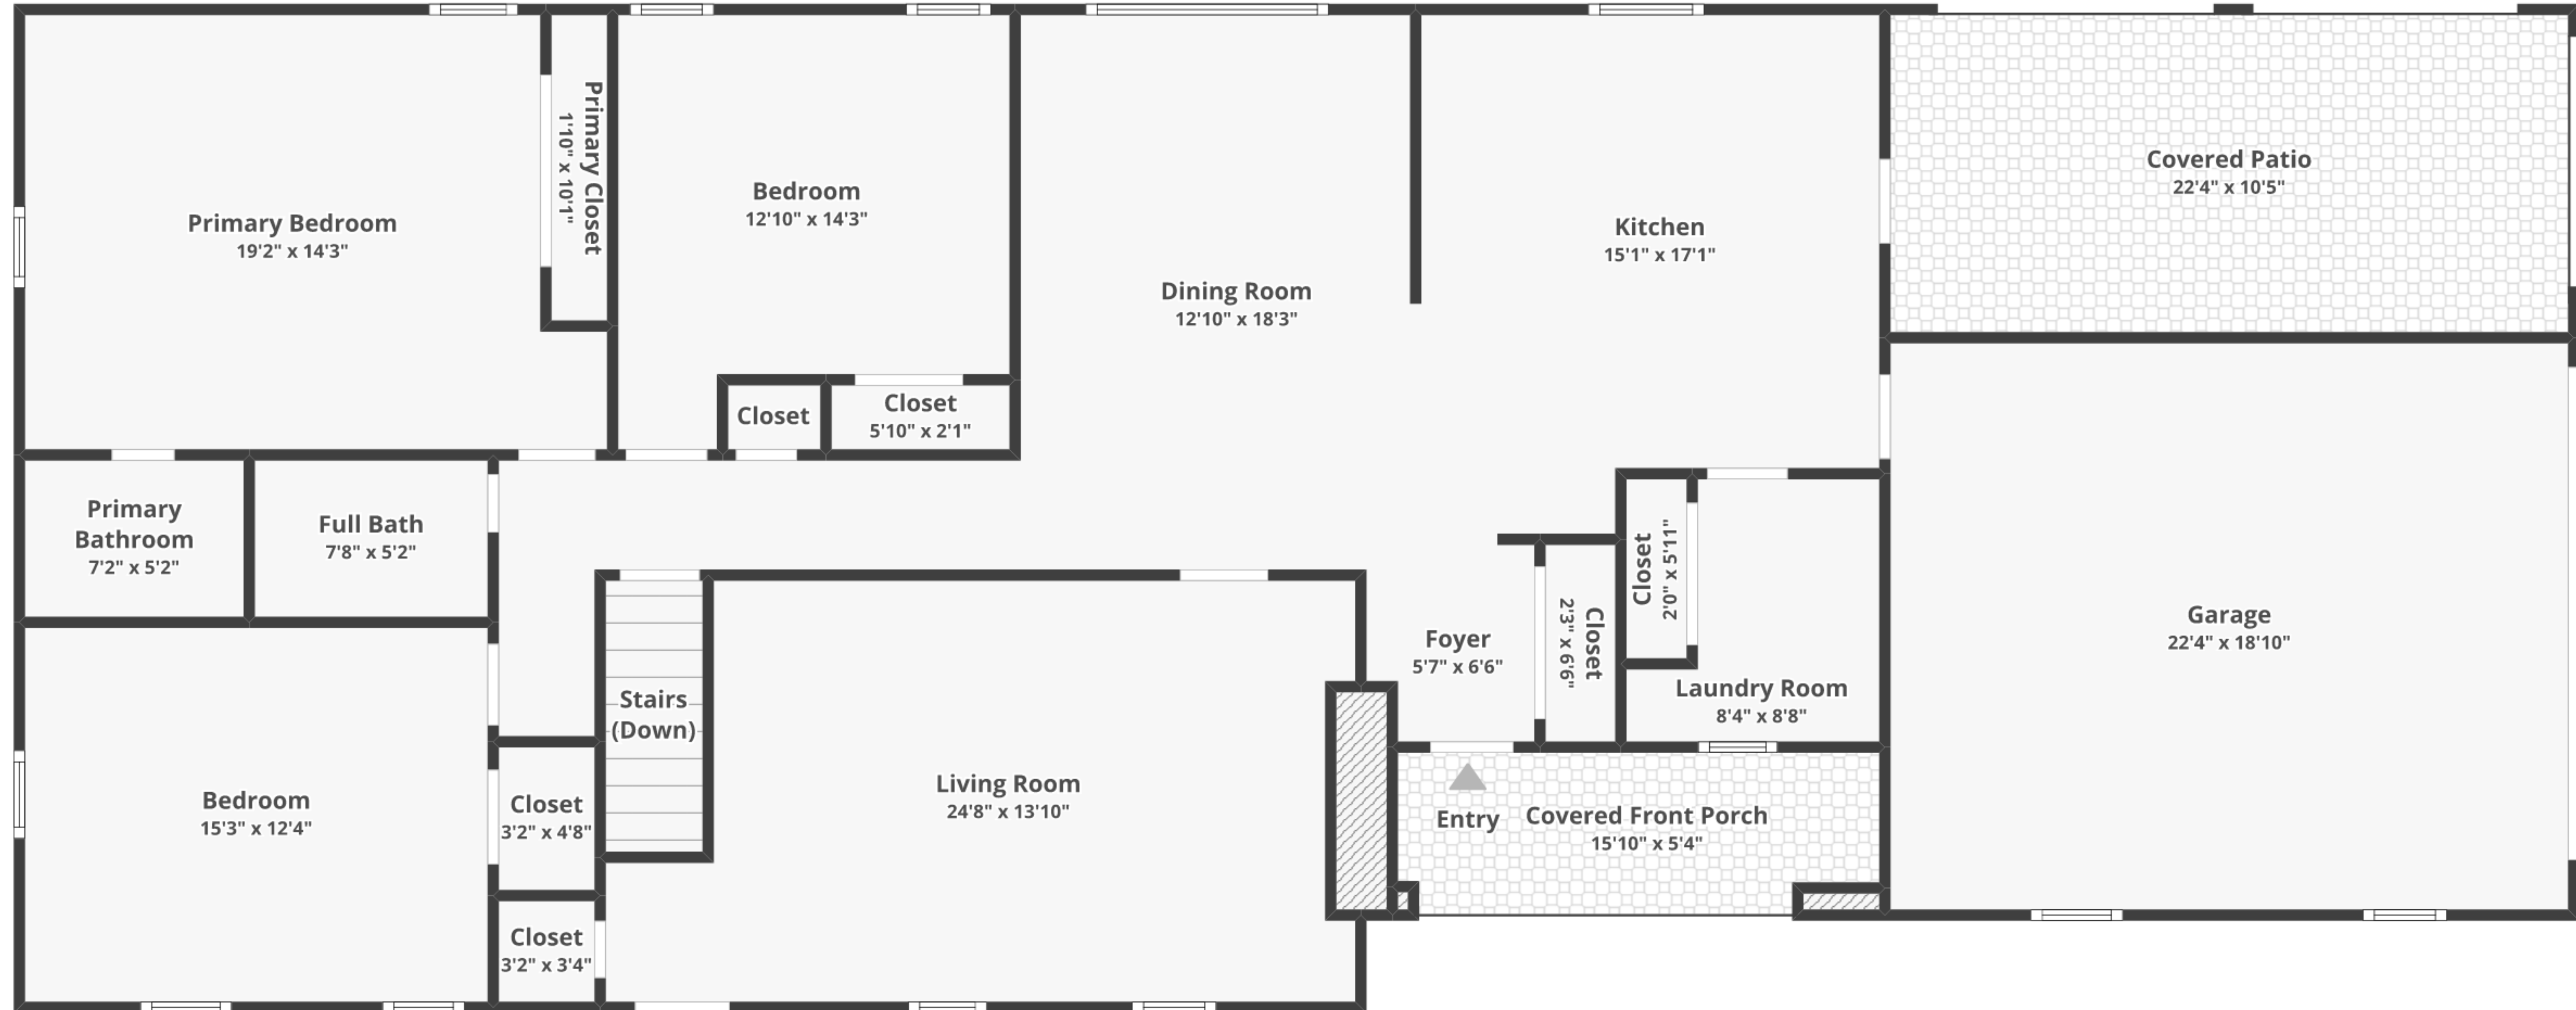 Primary Bedroom
19'2" x 14'3"
Primary Closet
1'10" x 10'1"
Bedroom
12'10" x 14'3"
Closet
Closet
5'10" x 2'1"
Dining Room
12'10" x 18'3"
Kitchen
15'1" x 17'1"
Covered Patio
22'4" x 10'5"
Primary
Bathroom
7'2" x 5'2"
Full Bath
7'8" x 5'2"
Closet
2'0" x 5'11"
Closet
2'3" x 6'6"
Foyer
5'7" x 6'6"
Laundry Room
8'4" x 8'8"
Garage
22'4" x 18'10"
Stairs
(Down)
Bedroom
15'3" x 12'4"
Closet
3'2" x 4'8"
Living Room
24'8" x 13'10"
Entry
Covered Front Porch
15'10" x 5'4"
Closet
3'2" x 3'4"